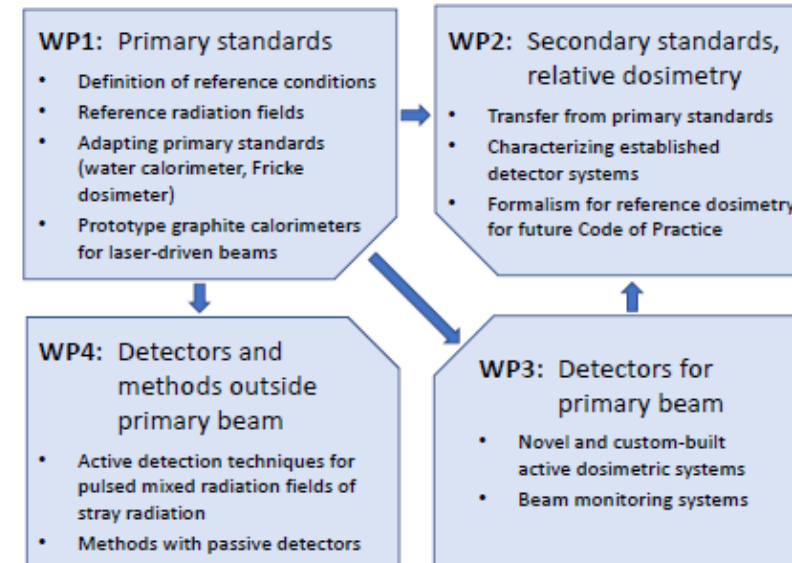 WP1: Primary standards
• Definition of reference conditions
• Reference radiation fields
• Adapting primary standards
(water calorimeter, Fricke
dosimeter)
• Prototype graphite calorimeters
for laser-driven beams
WP2: Secondary standards,
relative dosimetry
• Transfer from primary standards
• Characterizing established
detector systems
• Formalism for reference dosimetry
for future Code of Practice
WP4: Detectors and
methods outside
primary beam
• Active detection techniques for
pulsed mixed radiation fields of
stray radiation
• Methods with passive detectors
WP3: Detectors for
primary beam
• Novel and custom-built
active dosimetric systems
• Beam monitoring systems